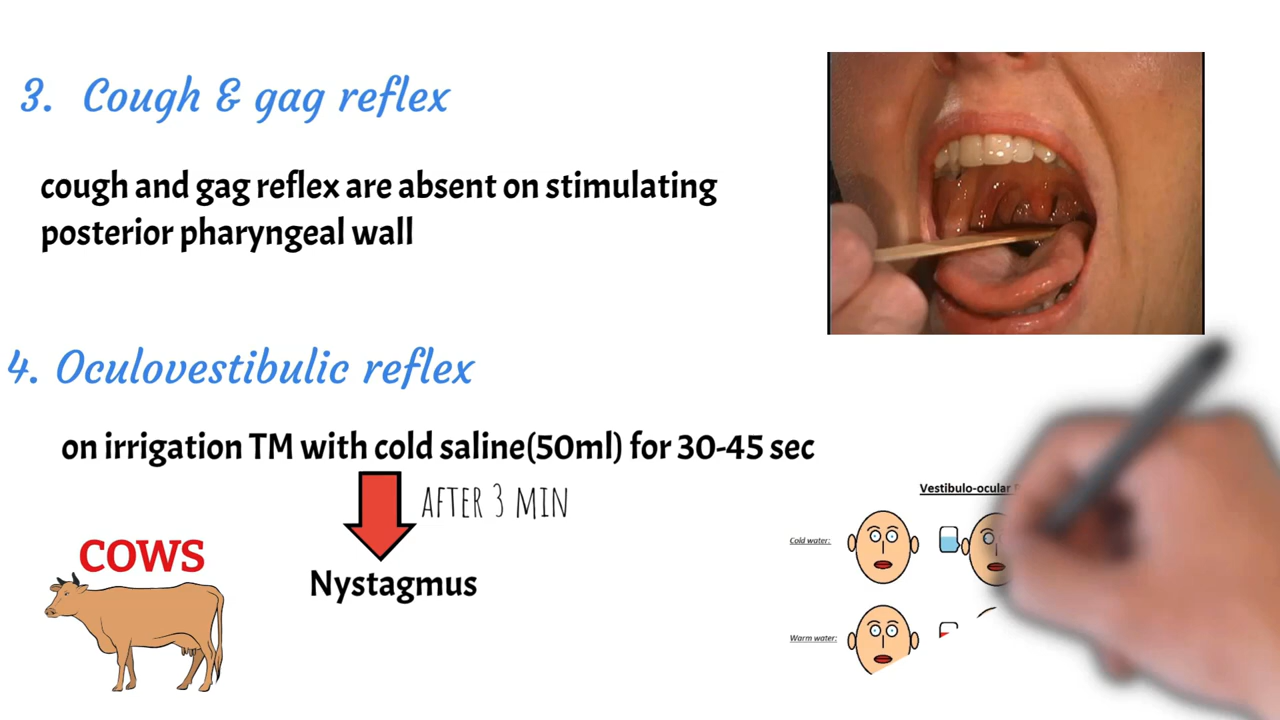 3. Cough & gag reflex
cough and gag reflex are absent on stimulating
posterior pharyngeal wall
4. Oculovestibulic reflex
on irrigation TM with cold saline(50ml) for 30-45 sec
AFTER 3 MIN
COWS
Nystagmus
Vestibulo-ocular
Cold water:
Warm water: